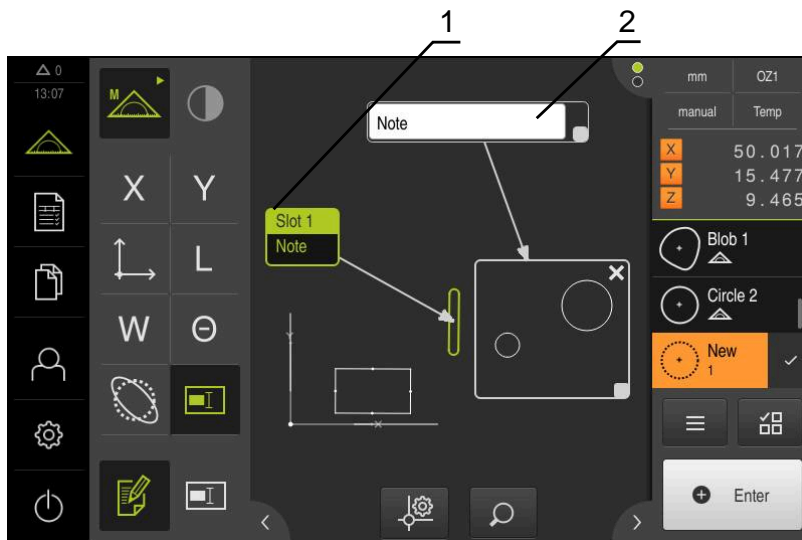 1
2
0
13:07
M
X
Y
L
W
Θ
Note
Slot 1
Note
mm
OZ1
manual
Temp
X 50.017
Y 15.477
Z 9.465
Blob 1
Circle 2
New
1
Enter